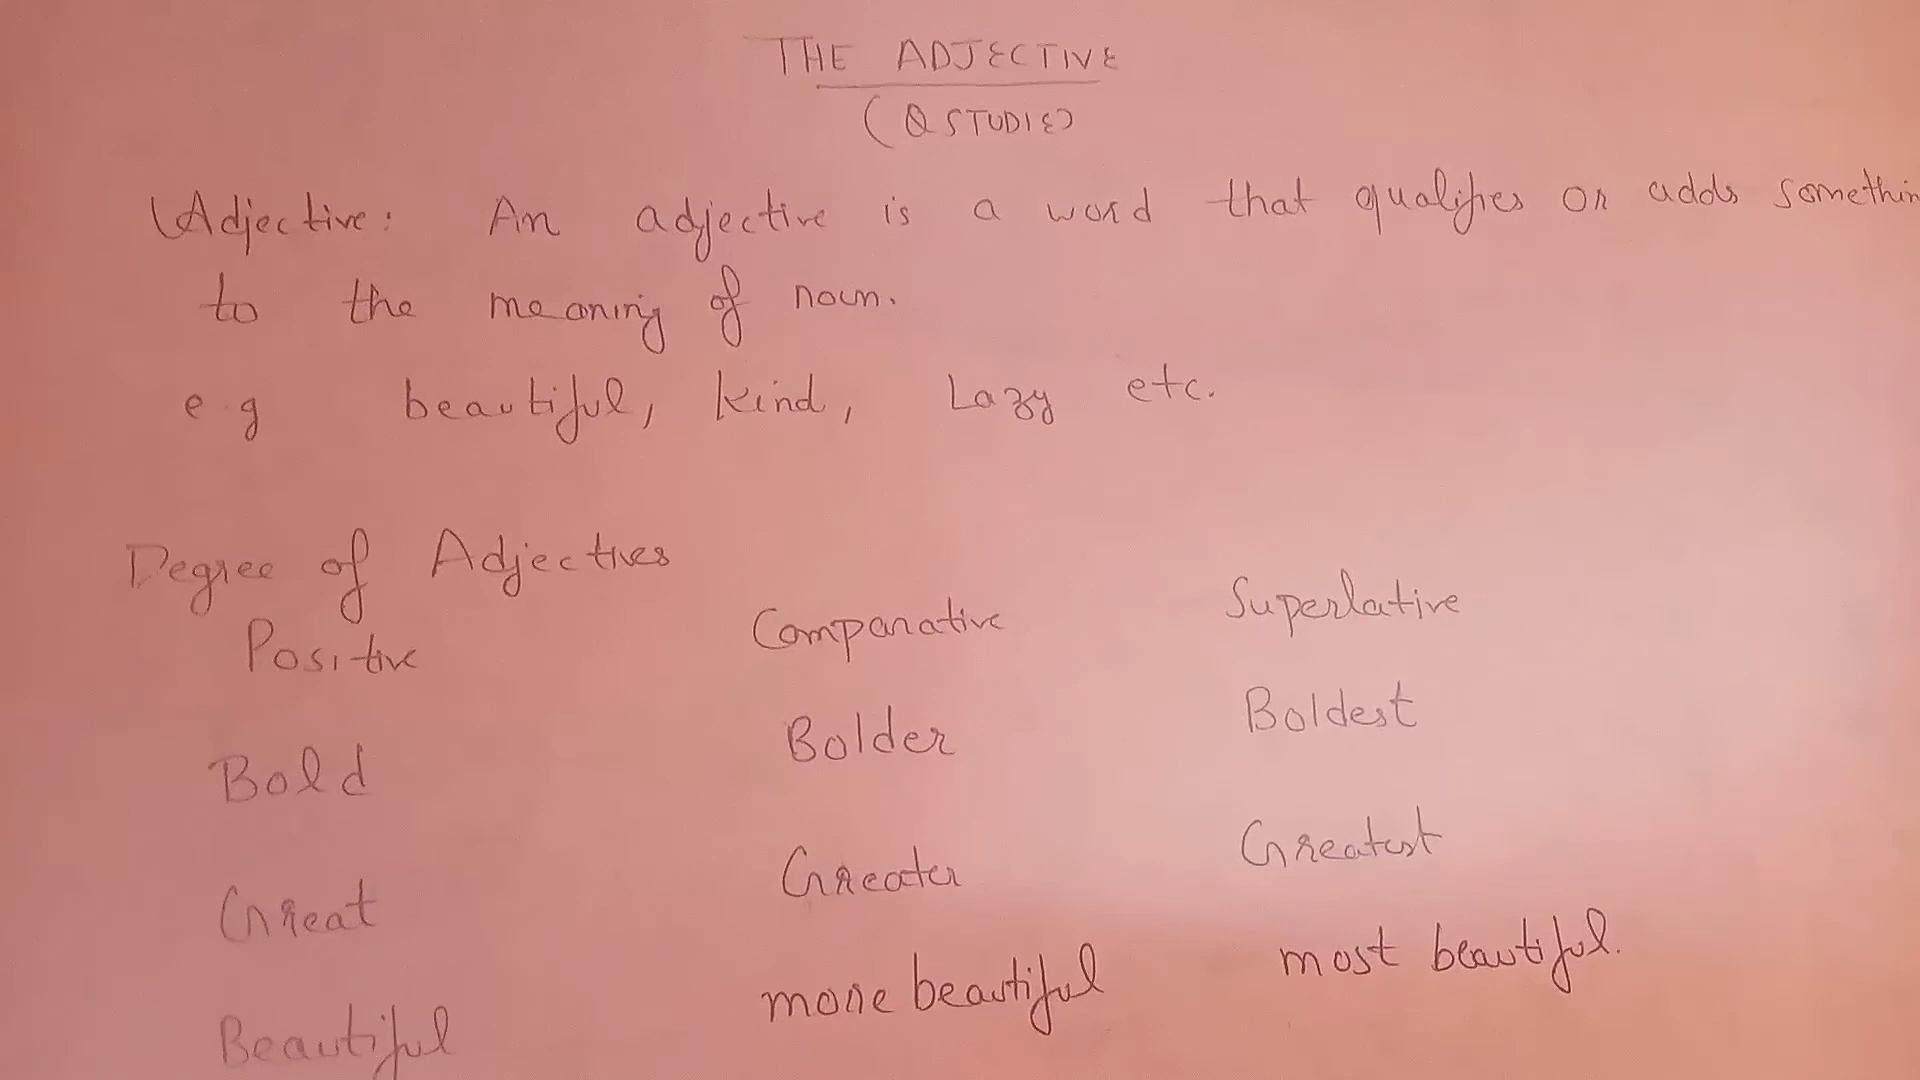 THE ADJECTIVE
(QSTUDIE)
Adjective: An adjective is a word that qualifies or adds somethin
to the meaning of noun.
e.g beautiful, kind, Lazy etc.
Degree of Adjectives
Positive Comparative Superlative
Bold Bolder Boldest
Great Greater Greatest
Beautiful more beautiful most beautiful.